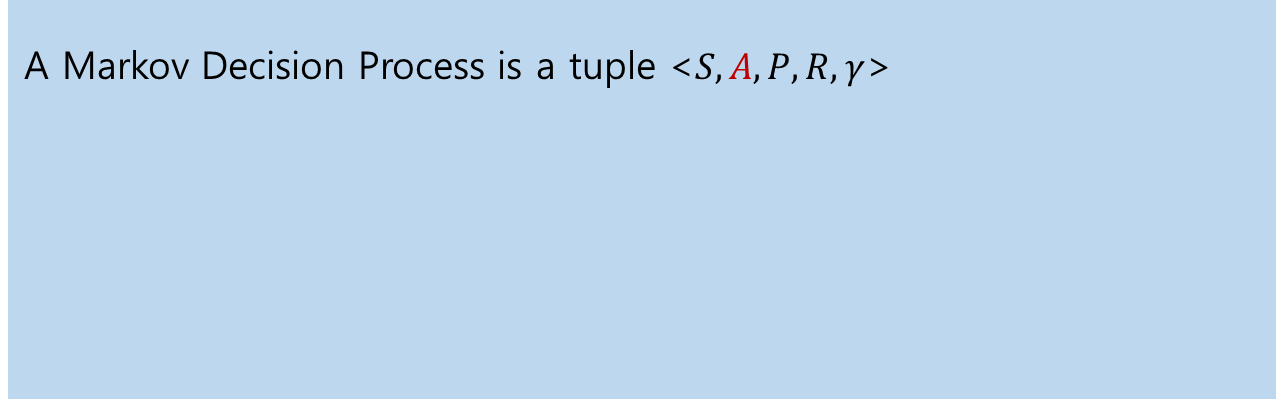 A Markov Decision Process is a tuple <𝑆, 𝐴, 𝑃, 𝑅, 𝛾>